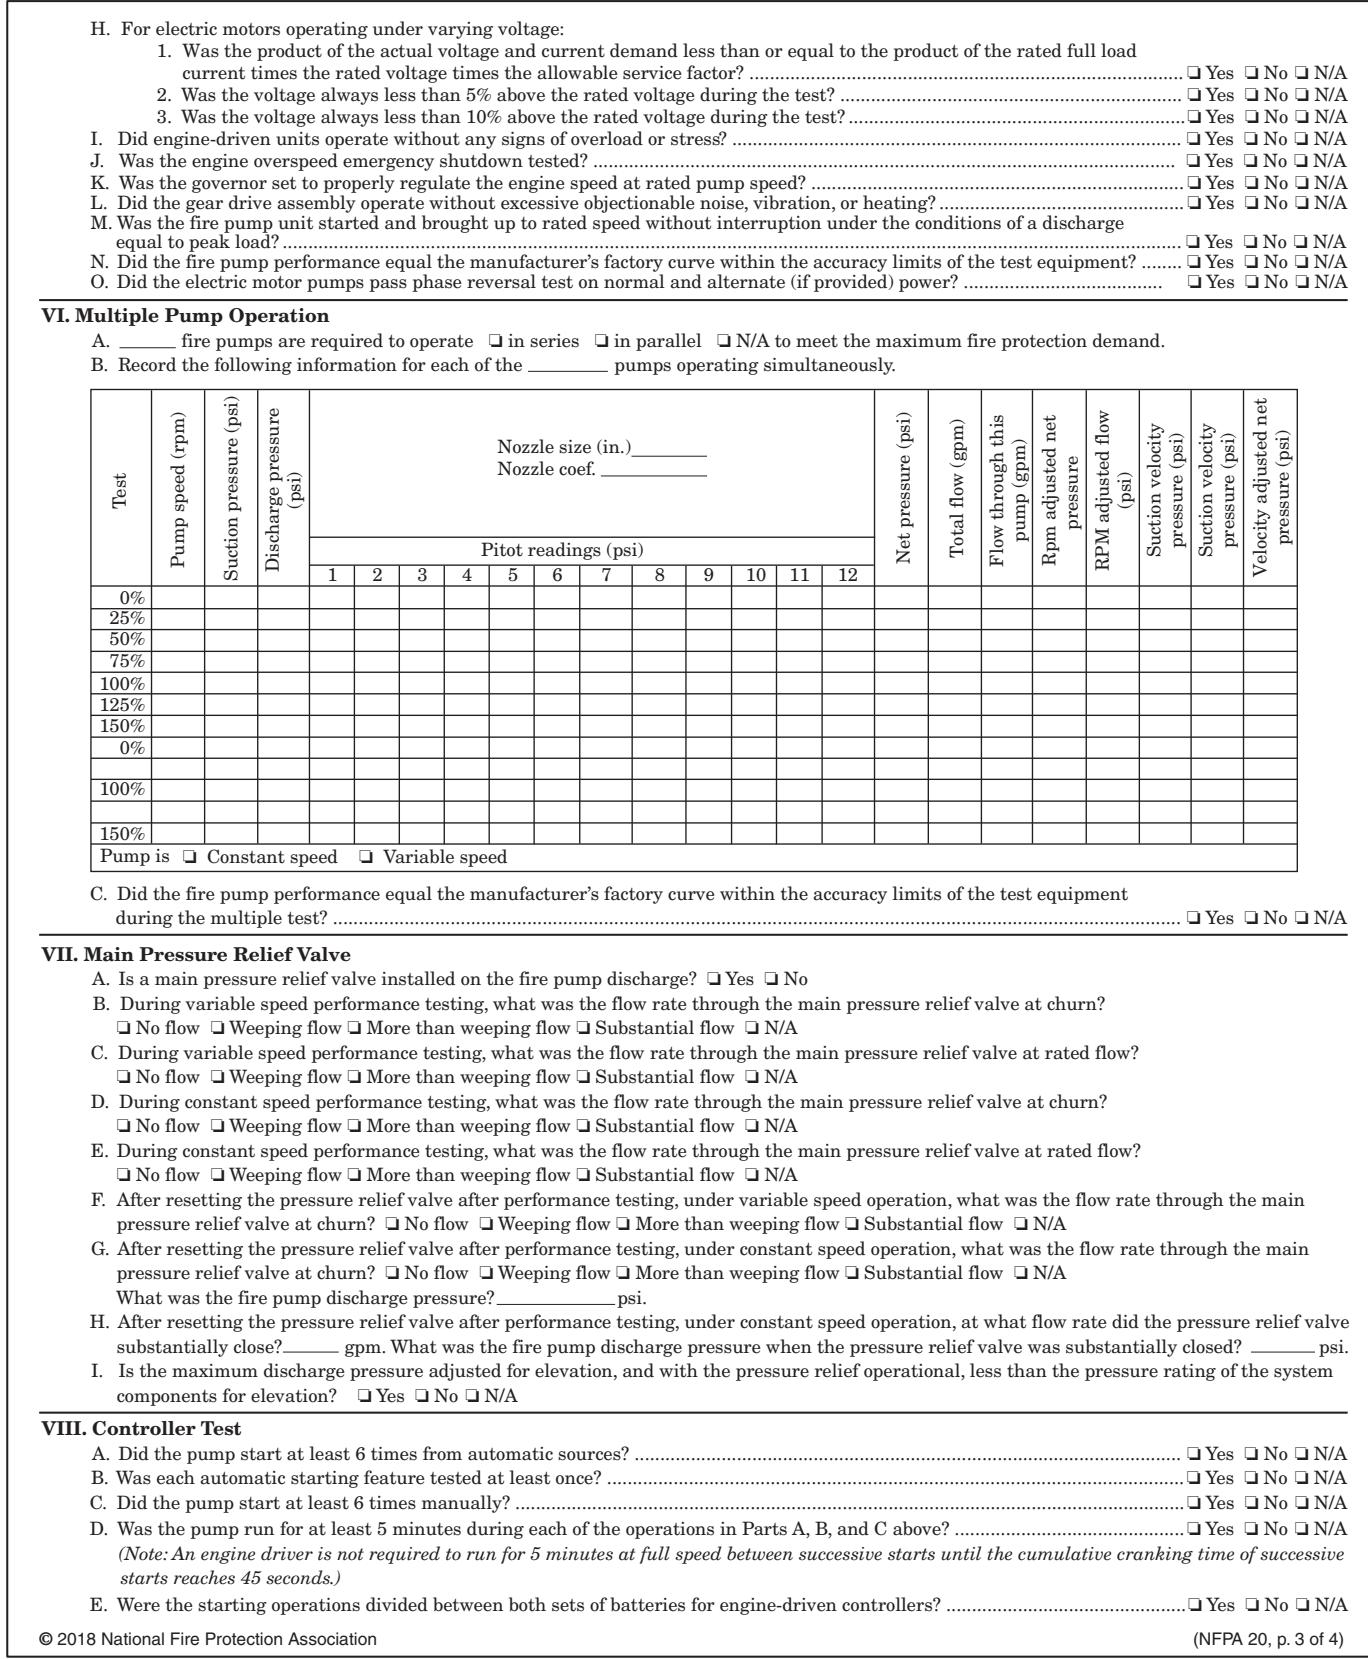 H. For electric motors operating under varying voltage:
1. Was the product of the actual voltage and current demand less than or equal to the product of the rated full load
current times the rated voltage times the allowable service factor? ........ ❏ Yes ❏ No ❏ N/A
2. Was the voltage always less than 5% above the rated voltage during the test? ........ ❏ Yes ❏ No ❏ N/A
3. Was the voltage always less than 10% above the rated voltage during the test? ........ ❏ Yes ❏ No ❏ N/A
I. Did engine-driven units operate without any signs of overload or stress? ........ ❏ Yes ❏ No ❏ N/A
J. Was the engine overspeed emergency shutdown tested? ........ ❏ Yes ❏ No ❏ N/A
K. Was the governor set to properly regulate the engine speed at rated pump speed? ........ ❏ Yes ❏ No ❏ N/A
L. Did the gear drive assembly operate without excessive objectionable noise, vibration, or heating? ........ ❏ Yes ❏ No ❏ N/A
M. Was the fire pump unit started and brought up to rated speed without interruption under the conditions of a discharge
equal to peak load? ........ ❏ Yes ❏ No ❏ N/A
N. Did the fire pump performance equal the manufacturer's factory curve within the accuracy limits of the test equipment? ........ ❏ Yes ❏ No ❏ N/A
O. Did the electric motor pumps pass phase reversal test on normal and alternate (if provided) power? ........ ❏ Yes ❏ No ❏ N/A
VI. Multiple Pump Operation
A. ______ fire pumps are required to operate ❏ in series ❏ in parallel ❏ N/A to meet the maximum fire protection demand.
B. Record the following information for each of the ________ pumps operating simultaneously.
Test
Pump speed (rpm)
Suction pressure (psi)
Discharge pressure
(psi)
Nozzle size (in.)________
Nozzle coef. ___________
Pitot readings (psi)
1 2 3 4 5 6 7 8 9 10 11 12
Net pressure (psi)
Total flow (gpm)
Flow through this
pump (gpm)
Rpm adjusted net
pressure
RPM adjusted flow
(psi)
Suction velocity
pressure (psi)
Suction velocity
pressure (psi)
Velocity adjusted net
pressure (psi)
0%
25%
50%
75%
100%
125%
150%
0%
100%
150%
Pump is ❏ Constant speed ❏ Variable speed
C. Did the fire pump performance equal the manufacturer's factory curve within the accuracy limits of the test equipment
during the multiple test? ........ ❏ Yes ❏ No ❏ N/A
VII. Main Pressure Relief Valve
A. Is a main pressure relief valve installed on the fire pump discharge? ❏ Yes ❏ No
B. During variable speed performance testing, what was the flow rate through the main pressure relief valve at churn?
❏ No flow ❏ Weeping flow ❏ More than weeping flow ❏ Substantial flow ❏ N/A
C. During variable speed performance testing, what was the flow rate through the main pressure relief valve at rated flow?
❏ No flow ❏ Weeping flow ❏ More than weeping flow ❏ Substantial flow ❏ N/A
D. During constant speed performance testing, what was the flow rate through the main pressure relief valve at churn?
❏ No flow ❏ Weeping flow ❏ More than weeping flow ❏ Substantial flow ❏ N/A
E. During constant speed performance testing, what was the flow rate through the main pressure relief valve at rated flow?
❏ No flow ❏ Weeping flow ❏ More than weeping flow ❏ Substantial flow ❏ N/A
F. After resetting the pressure relief valve after performance testing, under variable speed operation, what was the flow rate through the main
pressure relief valve at churn? ❏ No flow ❏ Weeping flow ❏ More than weeping flow ❏ Substantial flow ❏ N/A
G. After resetting the pressure relief valve after performance testing, under constant speed operation, what was the flow rate through the main
pressure relief valve at churn? ❏ No flow ❏ Weeping flow ❏ More than weeping flow ❏ Substantial flow ❏ N/A
What was the fire pump discharge pressure?____________psi.
H. After resetting the pressure relief valve after performance testing, under constant speed operation, at what flow rate did the pressure relief valve
substantially close?______ gpm. What was the fire pump discharge pressure when the pressure relief valve was substantially closed? _______ psi.
I. Is the maximum discharge pressure adjusted for elevation, and with the pressure relief operational, less than the pressure rating of the system
components for elevation? ❏ Yes ❏ No ❏ N/A
VIII. Controller Test
A. Did the pump start at least 6 times from automatic sources? ........ ❏ Yes ❏ No ❏ N/A
B. Was each automatic starting feature tested at least once? ........ ❏ Yes ❏ No ❏ N/A
C. Did the pump start at least 6 times manually? ........ ❏ Yes ❏ No ❏ N/A
D. Was the pump run for at least 5 minutes during each of the operations in Parts A, B, and C above? ........ ❏ Yes ❏ No ❏ N/A
(Note: An engine driver is not required to run for 5 minutes at full speed between successive starts until the cumulative cranking time of successive
starts reaches 45 seconds.)
E. Were the starting operations divided between both sets of batteries for engine-driven controllers? ........ ❏ Yes ❏ No ❏ N/A
© 2018 National Fire Protection Association (NFPA 20, p. 3 of 4)